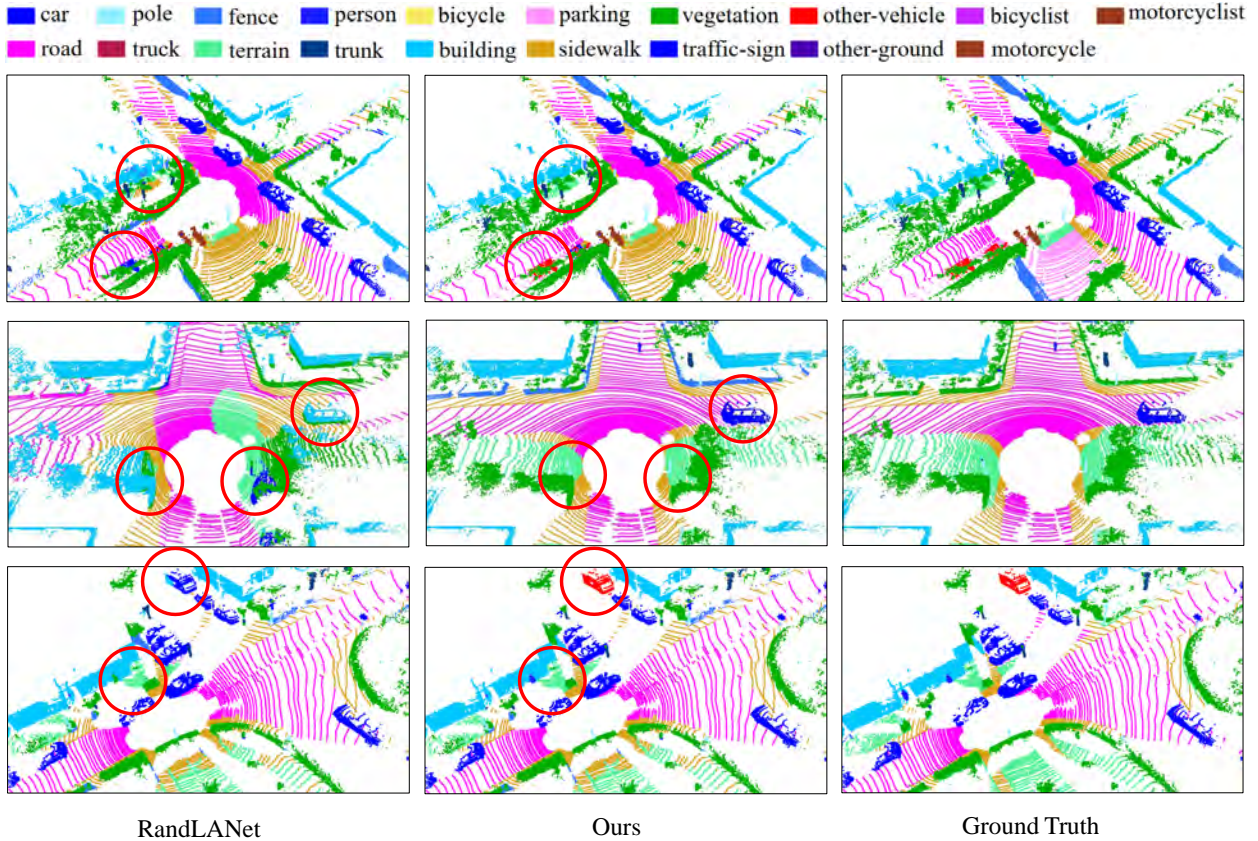 car pole fence person bicycle parking vegetation other-vehicle bicyclist motorcyclist
road truck terrain trunk building sidewalk traffic-sign other-ground motorcycle
RandLANet Ours Ground Truth